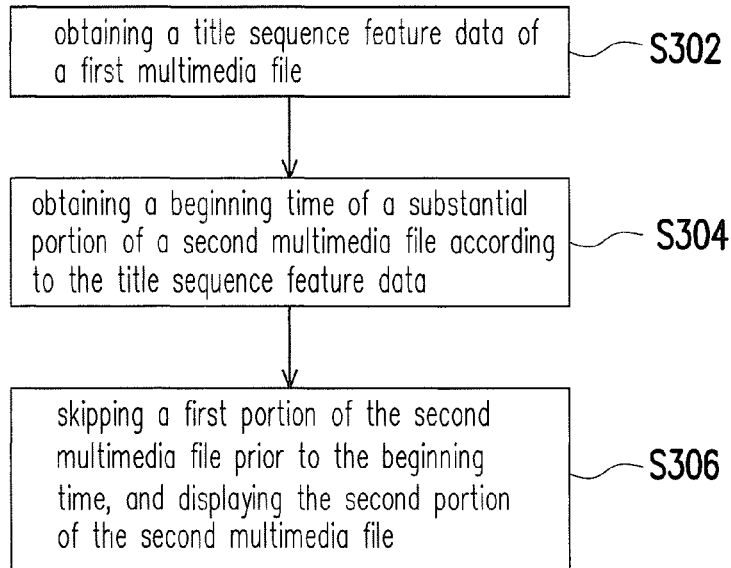 obtaining a title sequence feature data of
a first multimedia file
S302
obtaining a beginning time of a substantial
portion of a second multimedia file according
to the title sequence feature data
S304
skipping a first portion of the second
multimedia file prior to the beginning
time, and displaying the second portion
of the second multimedia file
S306